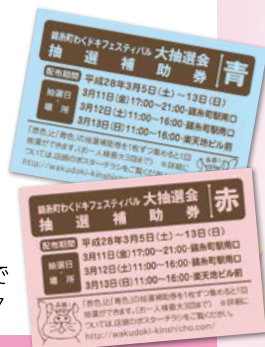 錦糸町わくドキフェスティバル 大抽選会
抽選補助券 青
配布期間 平成28年3月5日(土)〜13日(日)
抽選日・場所
3月11日(金)17:00〜21:00・錦糸町駅南口
3月12日(土)11:00〜16:00・錦糸町駅南口
3月13日(日)11:00〜16:00・楽天地ビル前
「赤色」と「青色」の抽選補助券を1枚ずつ集めると1回
抽選ができます。(お一人様最大3回まで) ※詳細に
ついては、店頭のポスターチラシをご覧ください。
http://wakudoki-kinshicho
錦糸町わくドキフェスティバル 大抽選会
抽選補助券 赤
配布期間 平成28年3月5日(土)〜13日(日)
抽選日・場所
3月11日(金)17:00〜21:00・錦糸町駅南口
3月12日(土)11:00〜16:00・錦糸町駅南口
3月13日(日)11:00〜16:00・楽天地ビル前
「赤色」と「青色」の抽選補助券を1枚ずつ集めると1回
抽選ができます。(お一人様最大3回まで) ※詳細に
ついては、店頭のポスターチラシをご覧ください。
http://wakudoki-kinshicho.com/
で